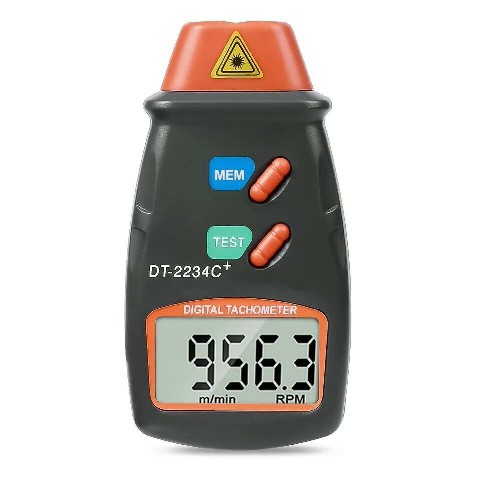 MEM
TEST
DT-2234C+
DIGITAL TACHOMETER
956.3
m/min RPM